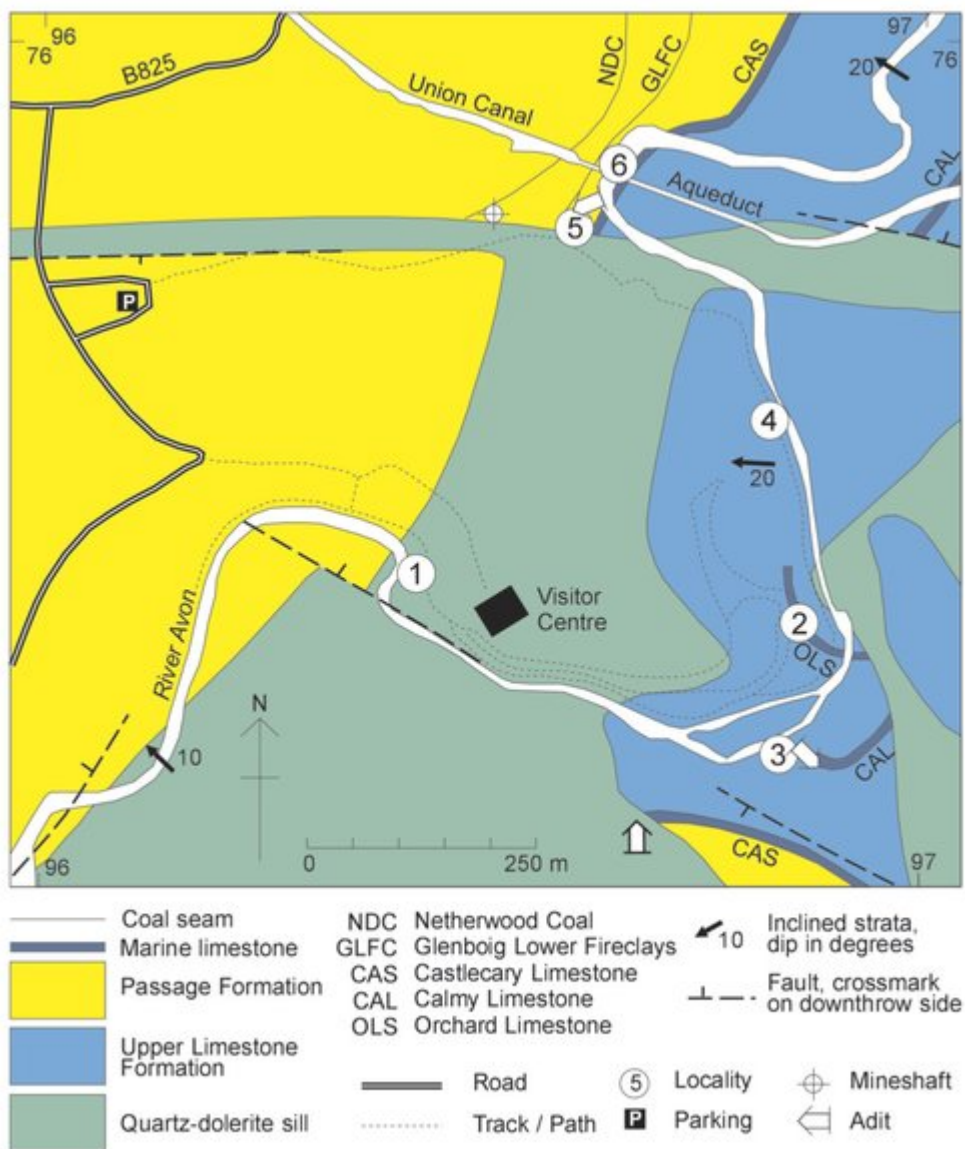 96
76
B825
NDC
GLFC
CAS
97
76
20
Union Canal
6
CAL
Aqueduct
5
P
4
20
1
Visitor
Centre
2
OLS
River Avon
N
10
3
CAL
0
250 m
CAS
96
97
Coal seam
Marine limestone
Passage Formation
Upper Limestone
Formation
Quartz-dolerite sill
NDC Netherwood Coal
GLFC Glenboig Lower Fireclays
CAS Castlecary Limestone
CAL Calmy Limestone
OLS Orchard Limestone
Road
Track / Path
10 Inclined strata,
dip in degrees
Fault, crossmark
on downthrow side
5 Locality
Mineshaft
P Parking
Adit